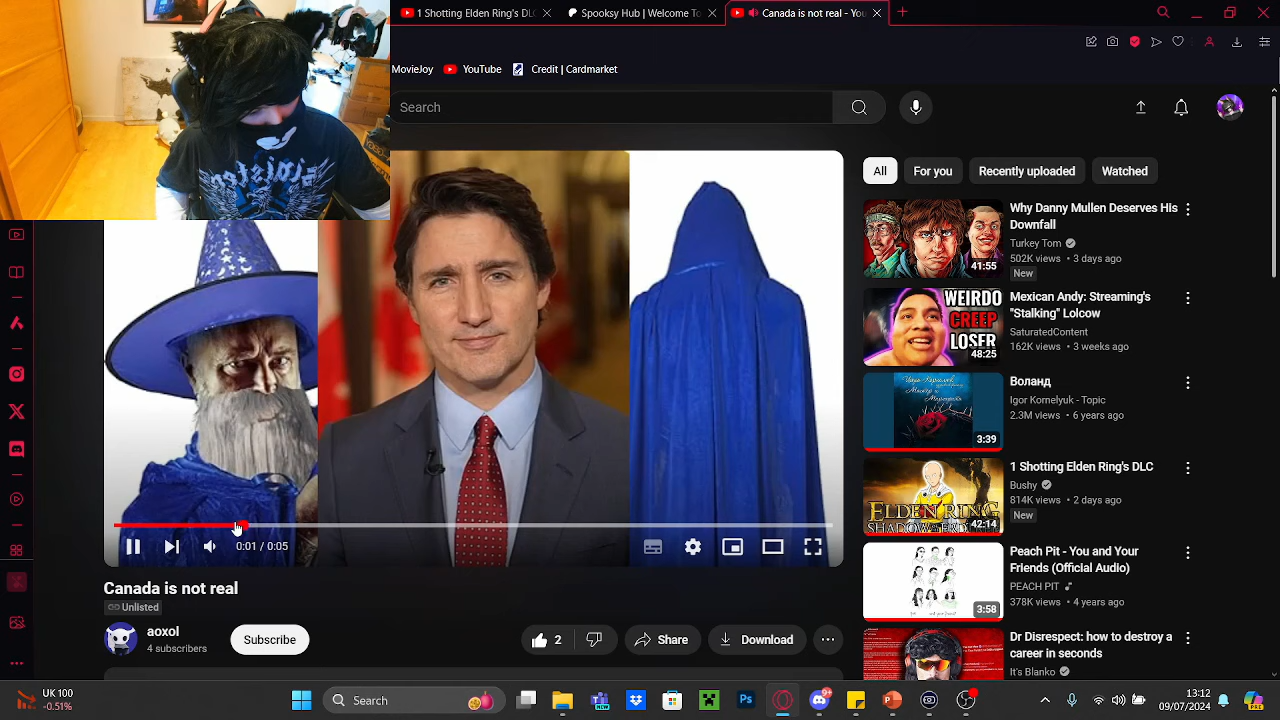 1 Shotting Elden Ring's DL
Speaker Hub | Welcome To
Canada is not real - You
MovieJoy
YouTube
Credit | Cardmarket
Search
All
For you
Recently uploaded
Watched
Why Danny Mullen Deserves His
Downfall
Turkey Tom
502K views • 3 days ago
New
41:55
WEIRDO
CREEP
LOSER
48:25
Mexican Andy: Streaming's
"Stalking" Lolcow
SaturatedContent
162K views • 3 weeks ago
3:39
Воланд
Igor Kornelyuk - Topic
2.3M views • 6 years ago
ELDEN RING
42:14
1 Shotting Elden Ring's DLC
Bushy
814K views • 2 days ago
New
3:58
Peach Pit - You and Your
Friends (Official Audio)
PEACH PIT
378K views • 4 years ago
Dr Disrespect: how to destroy a
career in seconds
It's BlameJ
0:01 / 0:05
Canada is not real
Unlisted
aoxol
4 subscribers
Subscribe
2
Share
Download
UK 100
-0.51%
Search
9+
13:12
09/07/2024